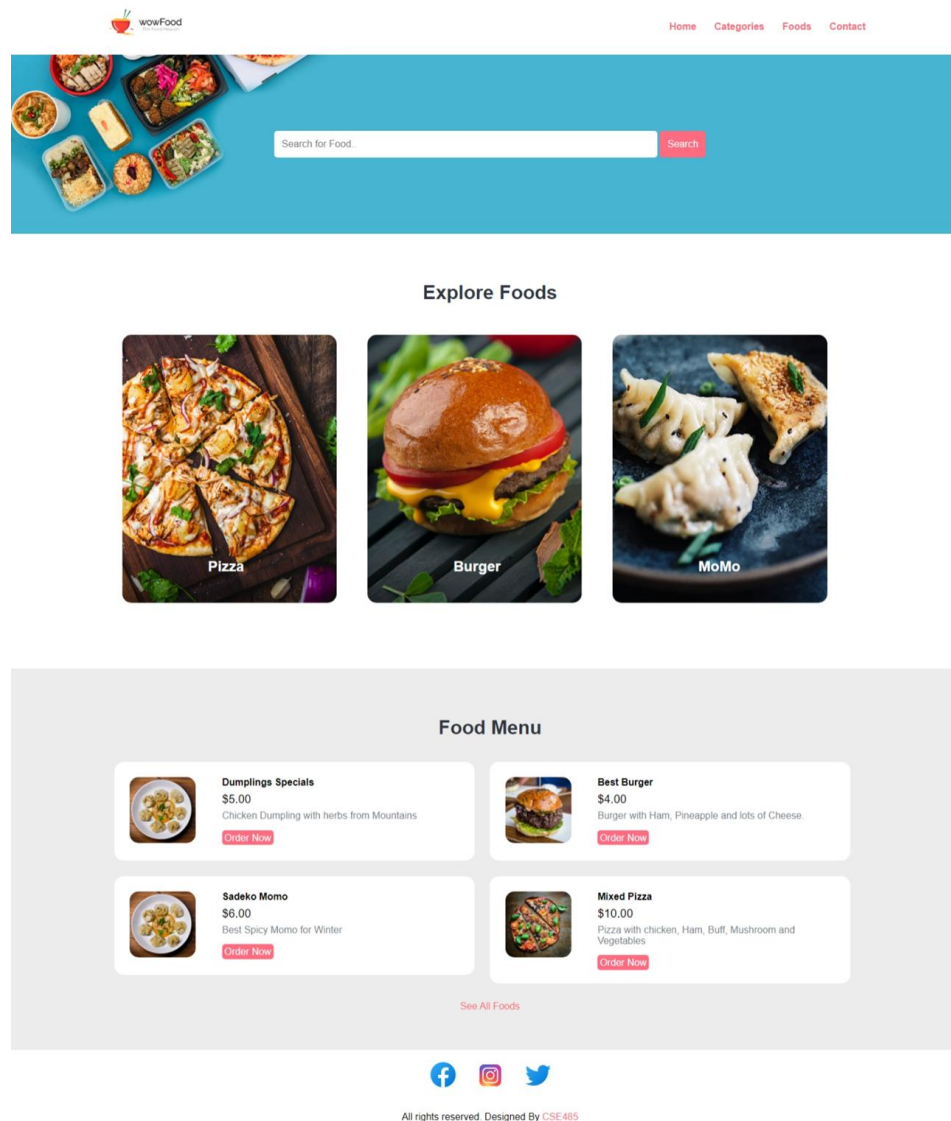 wowFood
Home Categories Foods Contact
Search for Food..
Search
Explore Foods
Pizza
Burger
MoMo
Food Menu
Dumplings Specials
$5.00
Chicken Dumpling with herbs from Mountains
Order Now
Best Burger
$4.00
Burger with Ham, Pineapple and lots of Cheese.
Order Now
Sadeko Momo
$6.00
Best Spicy Momo for Winter
Order Now
Mixed Pizza
$10.00
Pizza with chicken, Ham, Buff, Mushroom and
Vegetables
Order Now
See All Foods
All rights reserved. Designed By CSE485